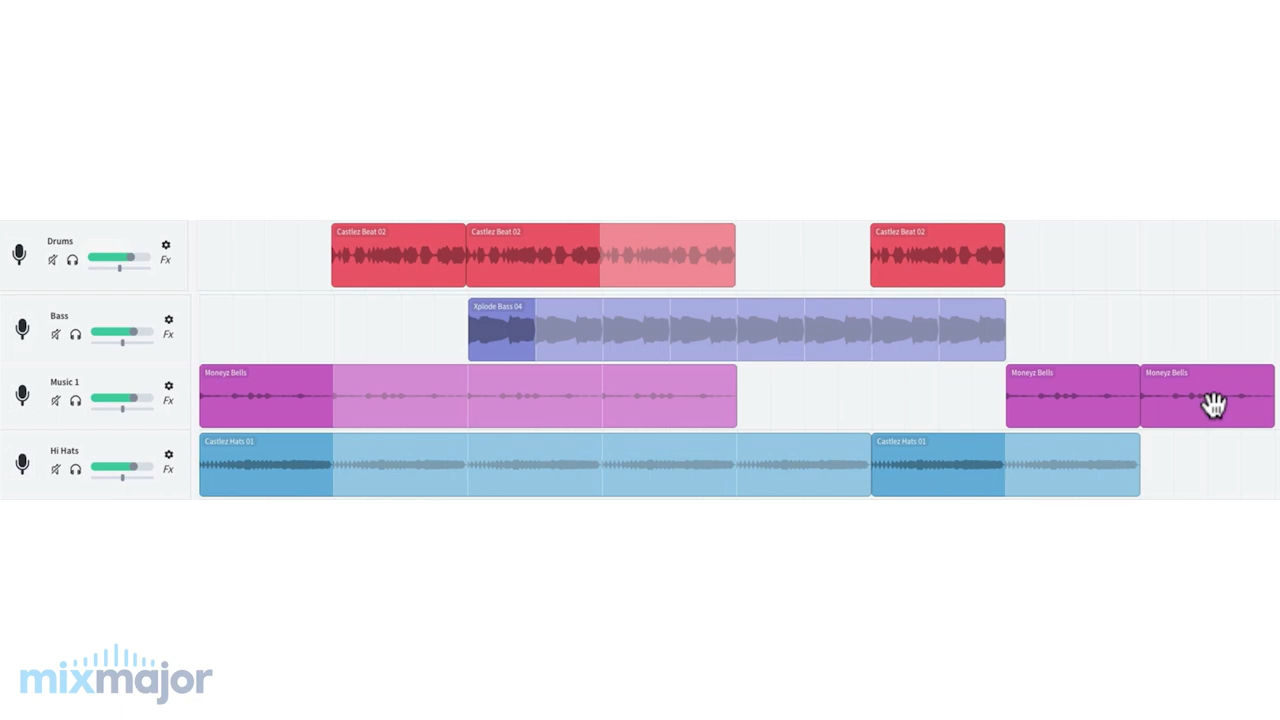 Drums
Fx
Castlez Beat 02
Castlez Beat 02
Castlez Beat 02
Bass
Fx
Xplode Bass 04
Music 1
Fx
Moneyz Bells
Moneyz Bells
Moneyz Bells
Hi Hats
Fx
Castlez Hats 01
Castlez Hats 01
mixmajor